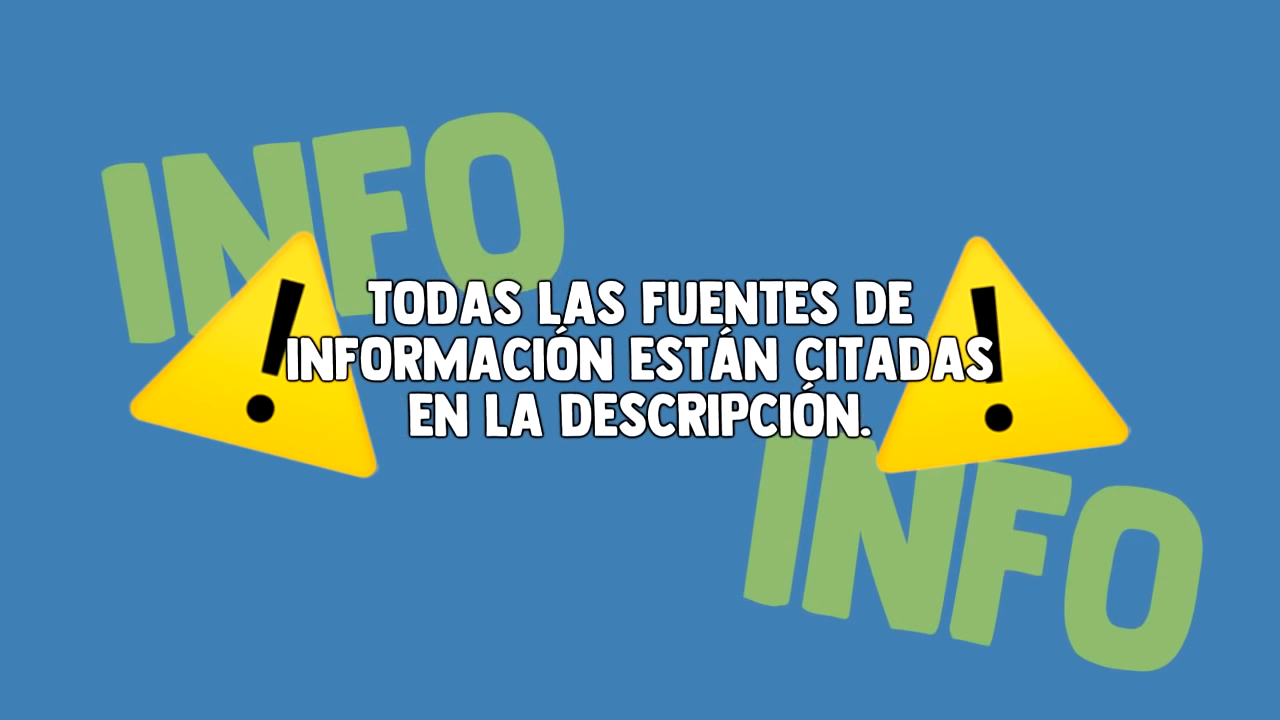 INFO
TODAS LAS FUENTES DE
INFORMACIÓN ESTÁN CITADAS
EN LA DESCRIPCIÓN.
INFO